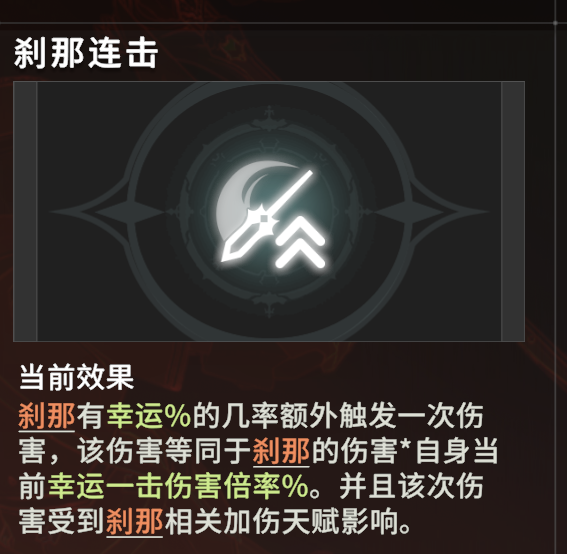 刹那连击
当前效果
刹那有幸运%的几率额外触发一次伤
害，该伤害等同于刹那的伤害*自身当
前幸运一击伤害倍率%。并且该次伤
害受到刹那相关加伤天赋影响。